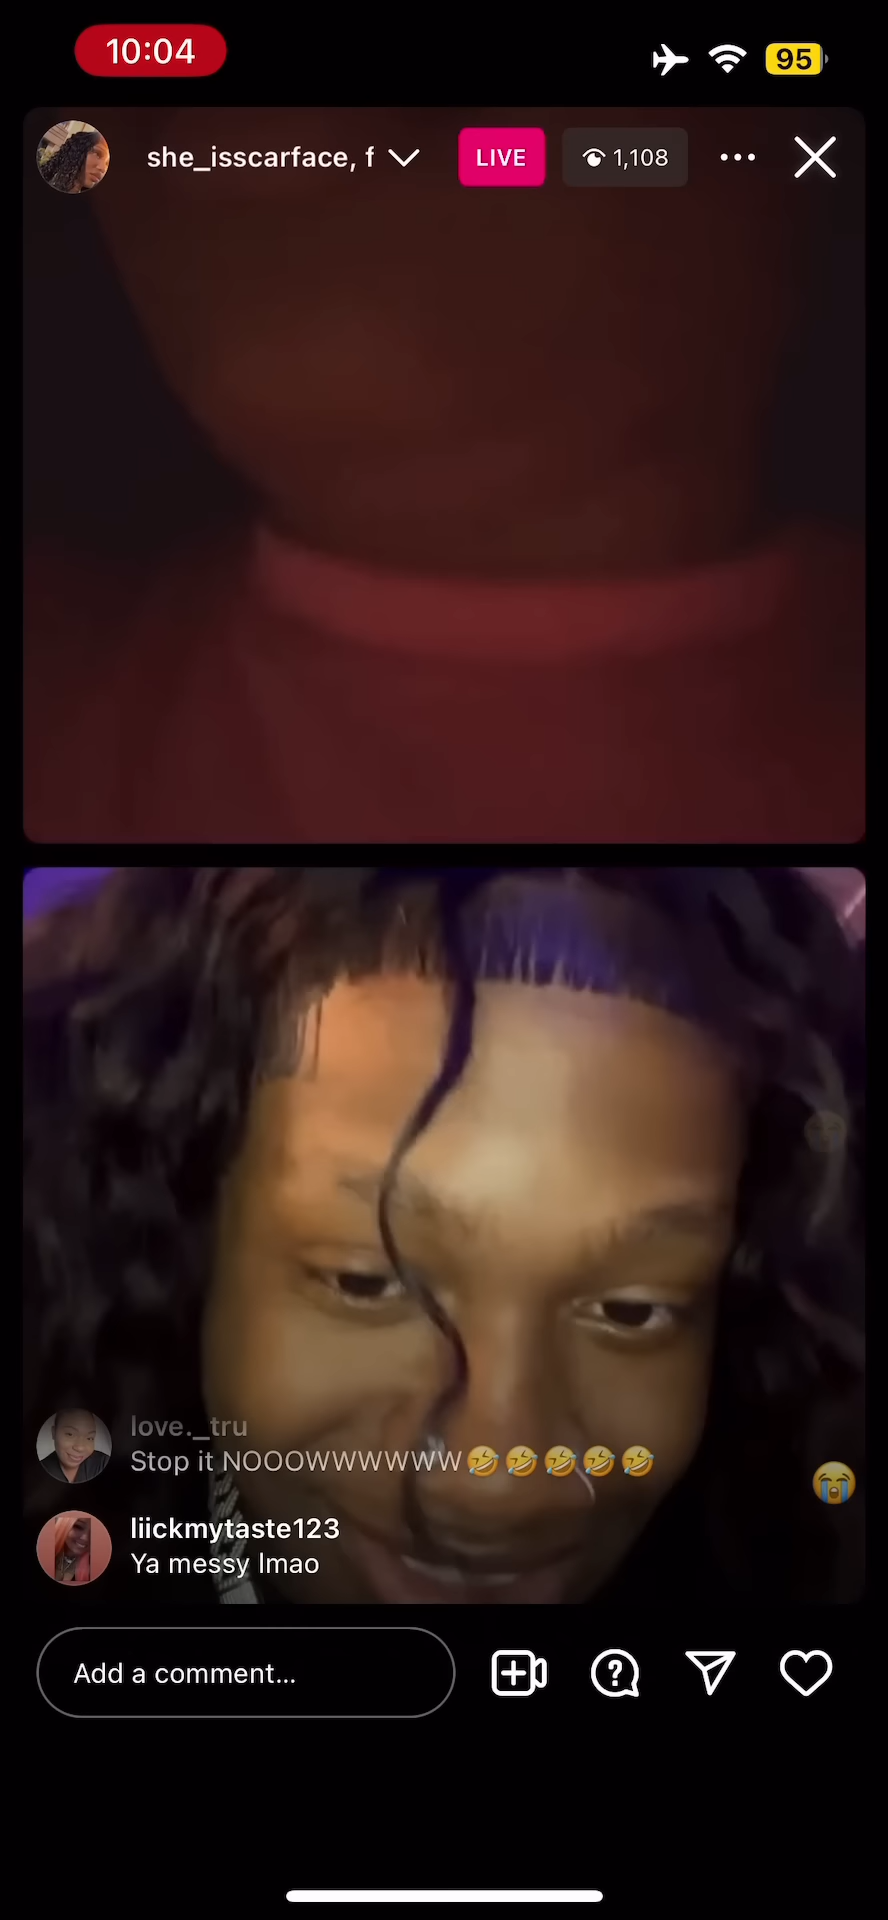 10:04
95
she_isscarface, f
LIVE
1,108
love._tru
Stop it NOOOWWWWWW🤣🤣🤣🤣🤣
liickmytaste123
Ya messy lmao
Add a comment...